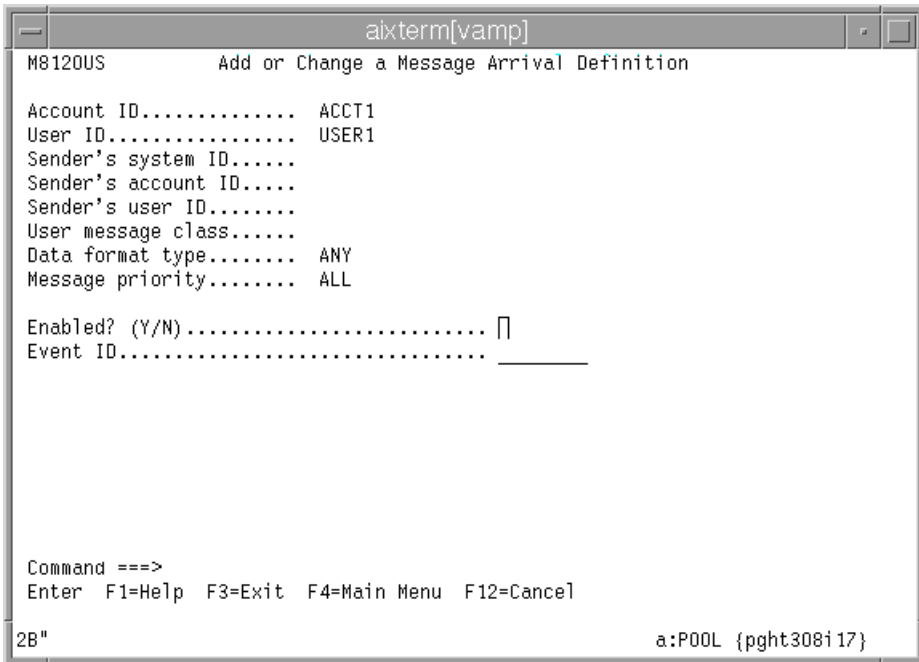 aixterm[vamp]
M8120US Add or Change a Message Arrival Definition
Account ID.............. ACCT1
User ID................. USER1
Sender's system ID......
Sender's account ID.....
Sender's user ID........
User message class......
Data format type........ ANY
Message priority........ ALL
Enabled? (Y/N)...........................
Event ID................................. ________
Command ===>
Enter F1=Help F3=Exit F4=Main Menu F12=Cancel
2B" a:POOL {pght308i17}